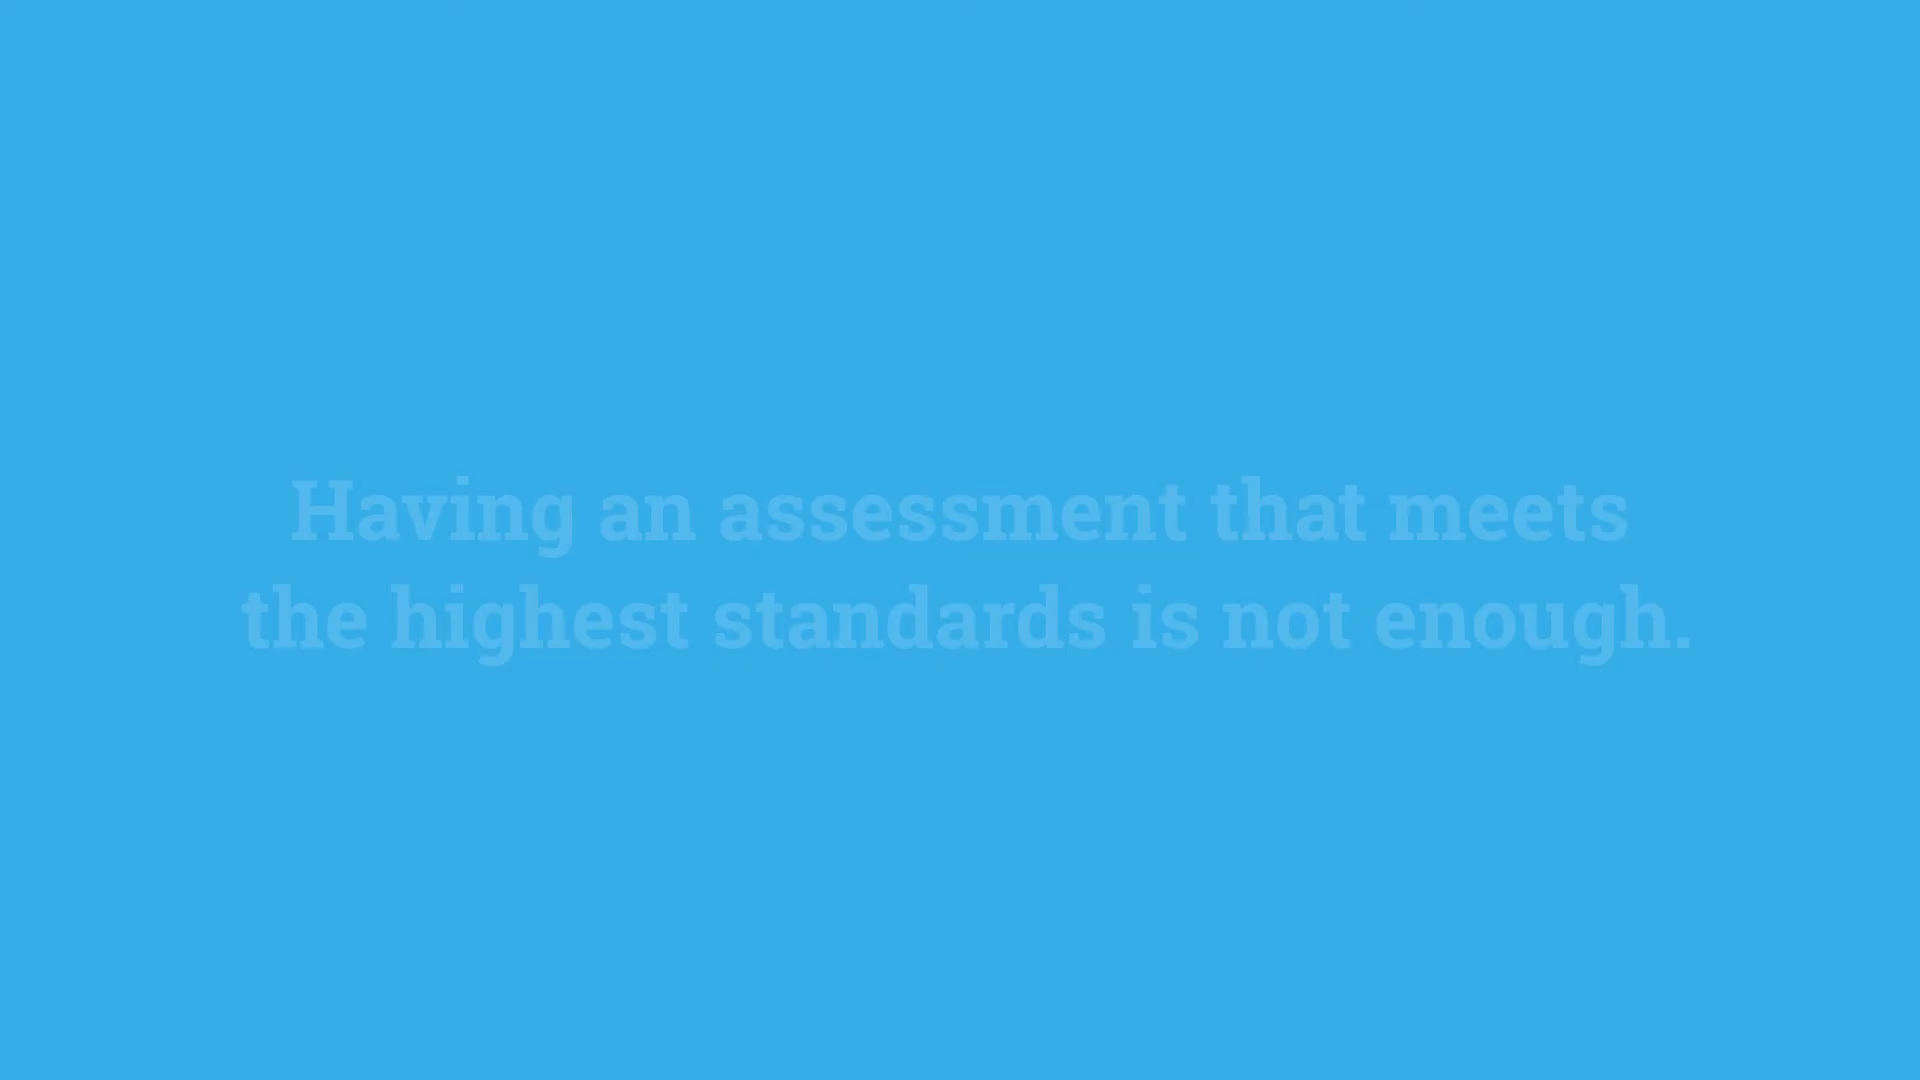 Having an assessment that meets
the highest standards is not enough.